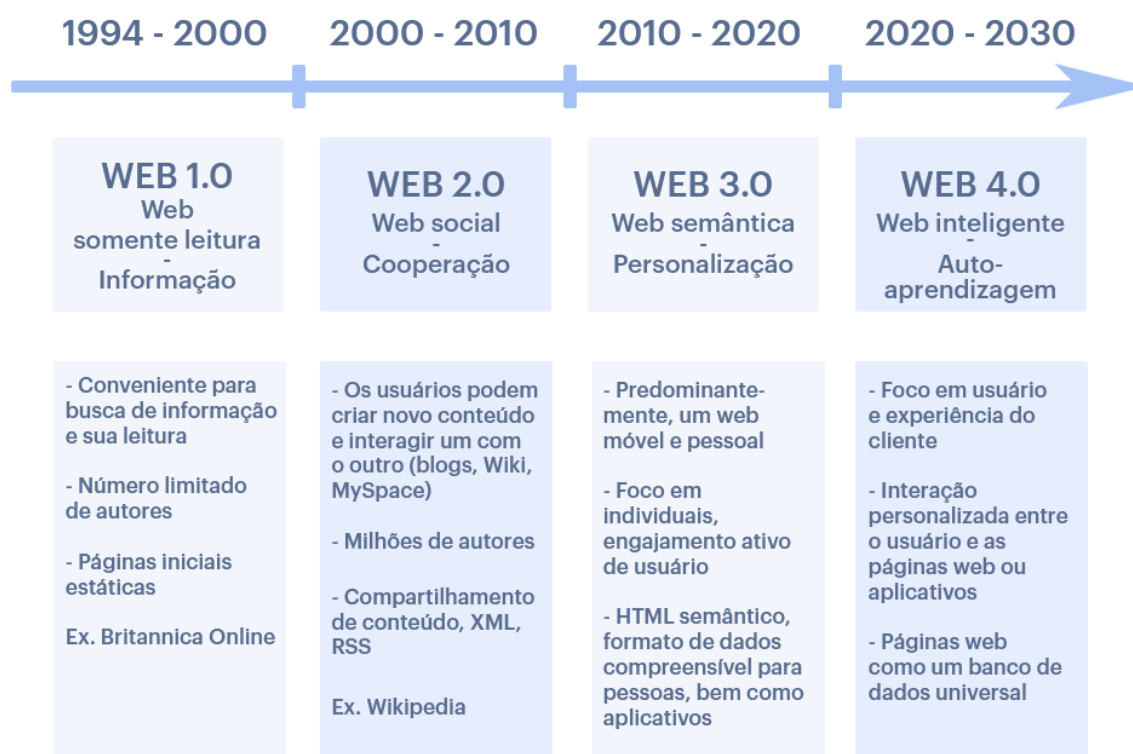 1994 - 2000
2000 - 2010
2010 - 2020
2020 - 2030
WEB 1.0
Web
somente leitura
-
Informação
WEB 2.0
Web social
-
Cooperação
WEB 3.0
Web semântica
-
Personalização
WEB 4.0
Web inteligente
-
Auto-
aprendizagem
- Conveniente para
busca de informação
e sua leitura
- Número limitado
de autores
- Páginas iniciais
estáticas
Ex. Britannica Online
- Os usuários podem
criar novo conteúdo
e interagir um com
o outro (blogs, Wiki,
MySpace)
- Milhões de autores
- Compartilhamento
de conteúdo, XML,
RSS
Ex. Wikipedia
- Predominante-
mente, um web
móvel e pessoal
- Foco em
individuais,
engajamento ativo
de usuário
- HTML semântico,
formato de dados
compreensível para
pessoas, bem como
aplicativos
- Foco em usuário
e experiência do
cliente
- Interação
personalizada entre
o usuário e as
páginas web ou
aplicativos
- Páginas web
como um banco de
dados universal